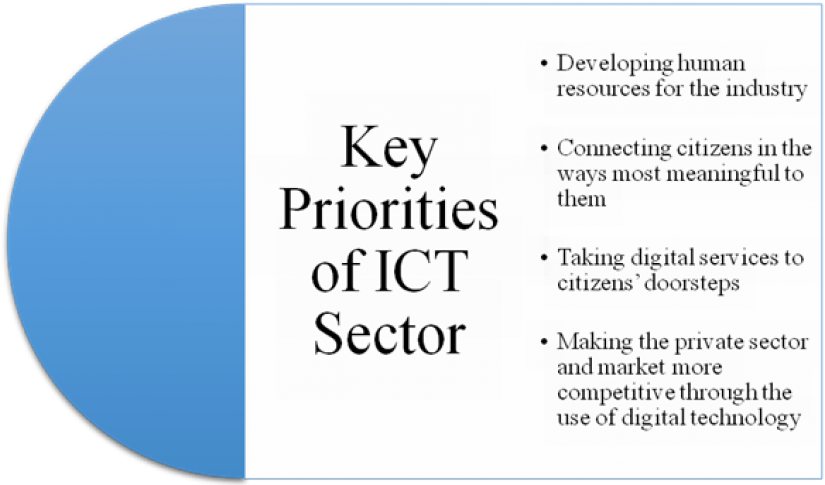 Key
Priorities
of ICT
Sector
• Developing human
resources for the industry
• Connecting citizens in the
ways most meaningful to
them
• Taking digital services to
citizens’ doorsteps
• Making the private sector
and market more
competitive through the
use of digital technology